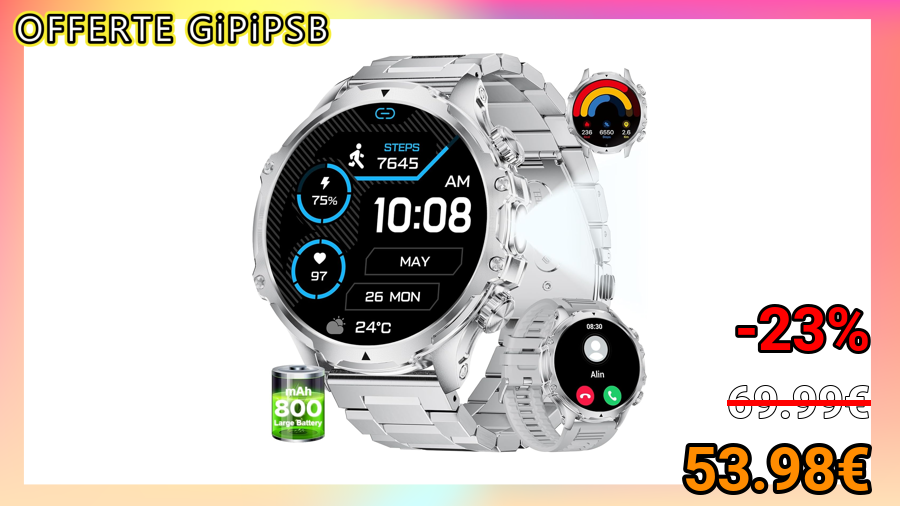 OFFERTE GiPiPSB
STEPS
7645
75%
AM
10:08
97
MAY
26 MON
24°C
236 6550 2.6
08:30
Alin
mAh
800
Large Battery
-23%
69.99€
53.98€